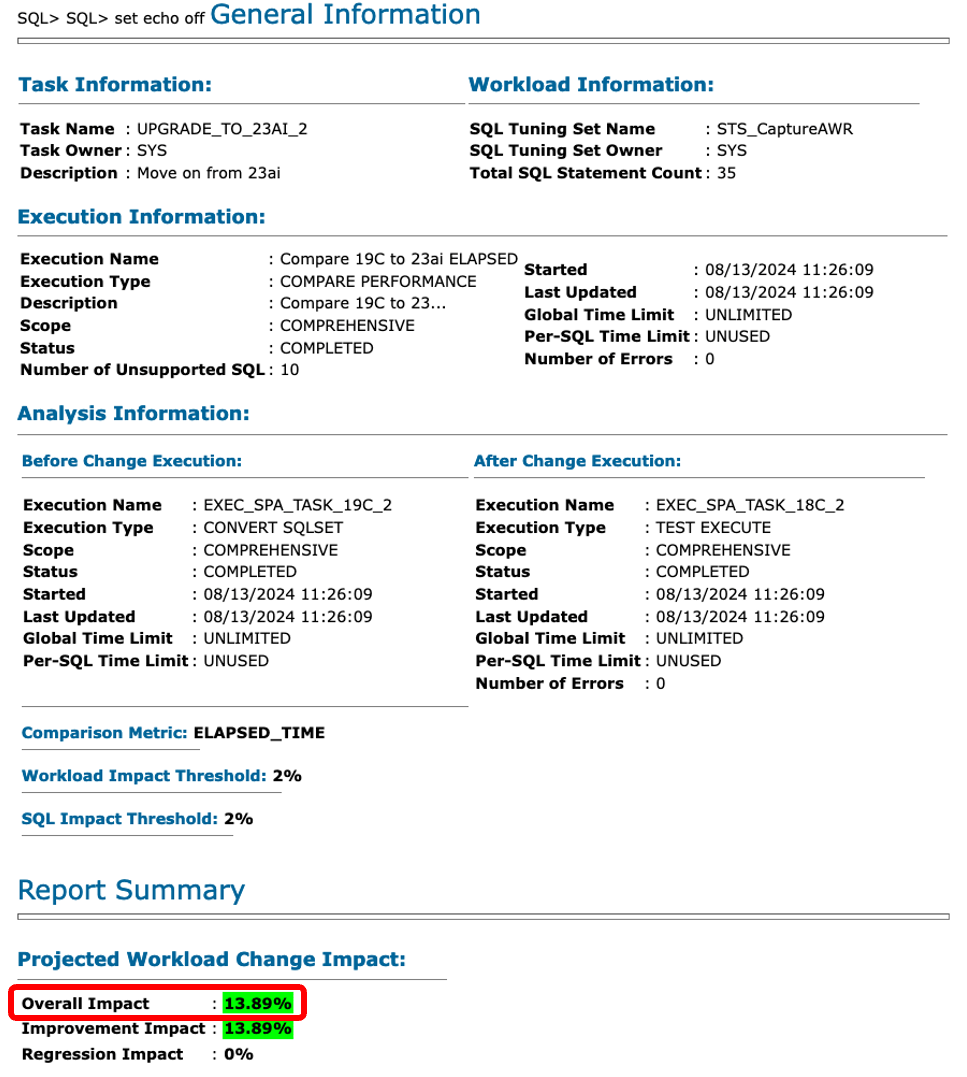 SQL> SQL> set echo off General Information
Task Information:
Task Name : UPGRADE_TO_23AI_2
Task Owner : SYS
Description : Move on from 23ai
Workload Information:
SQL Tuning Set Name : STS_CaptureAWR
SQL Tuning Set Owner : SYS
Total SQL Statement Count : 35
Execution Information:
Execution Name : Compare 19C to 23ai ELAPSED
Execution Type : COMPARE PERFORMANCE
Description : Compare 19C to 23...
Scope : COMPREHENSIVE
Status : COMPLETED
Number of Unsupported SQL : 10
Started : 08/13/2024 11:26:09
Last Updated : 08/13/2024 11:26:09
Global Time Limit : UNLIMITED
Per-SQL Time Limit : UNUSED
Number of Errors : 0
Analysis Information:
Before Change Execution:
Execution Name : EXEC_SPA_TASK_19C_2
Execution Type : CONVERT SQLSET
Scope : COMPREHENSIVE
Status : COMPLETED
Started : 08/13/2024 11:26:09
Last Updated : 08/13/2024 11:26:09
Global Time Limit : UNLIMITED
Per-SQL Time Limit : UNUSED
After Change Execution:
Execution Name : EXEC_SPA_TASK_18C_2
Execution Type : TEST EXECUTE
Scope : COMPREHENSIVE
Status : COMPLETED
Started : 08/13/2024 11:26:09
Last Updated : 08/13/2024 11:26:09
Global Time Limit : UNLIMITED
Per-SQL Time Limit : UNUSED
Number of Errors : 0
Comparison Metric: ELAPSED_TIME
Workload Impact Threshold: 2%
SQL Impact Threshold: 2%
Report Summary
Projected Workload Change Impact:
Overall Impact : 13.89%
Improvement Impact : 13.89%
Regression Impact : 0%